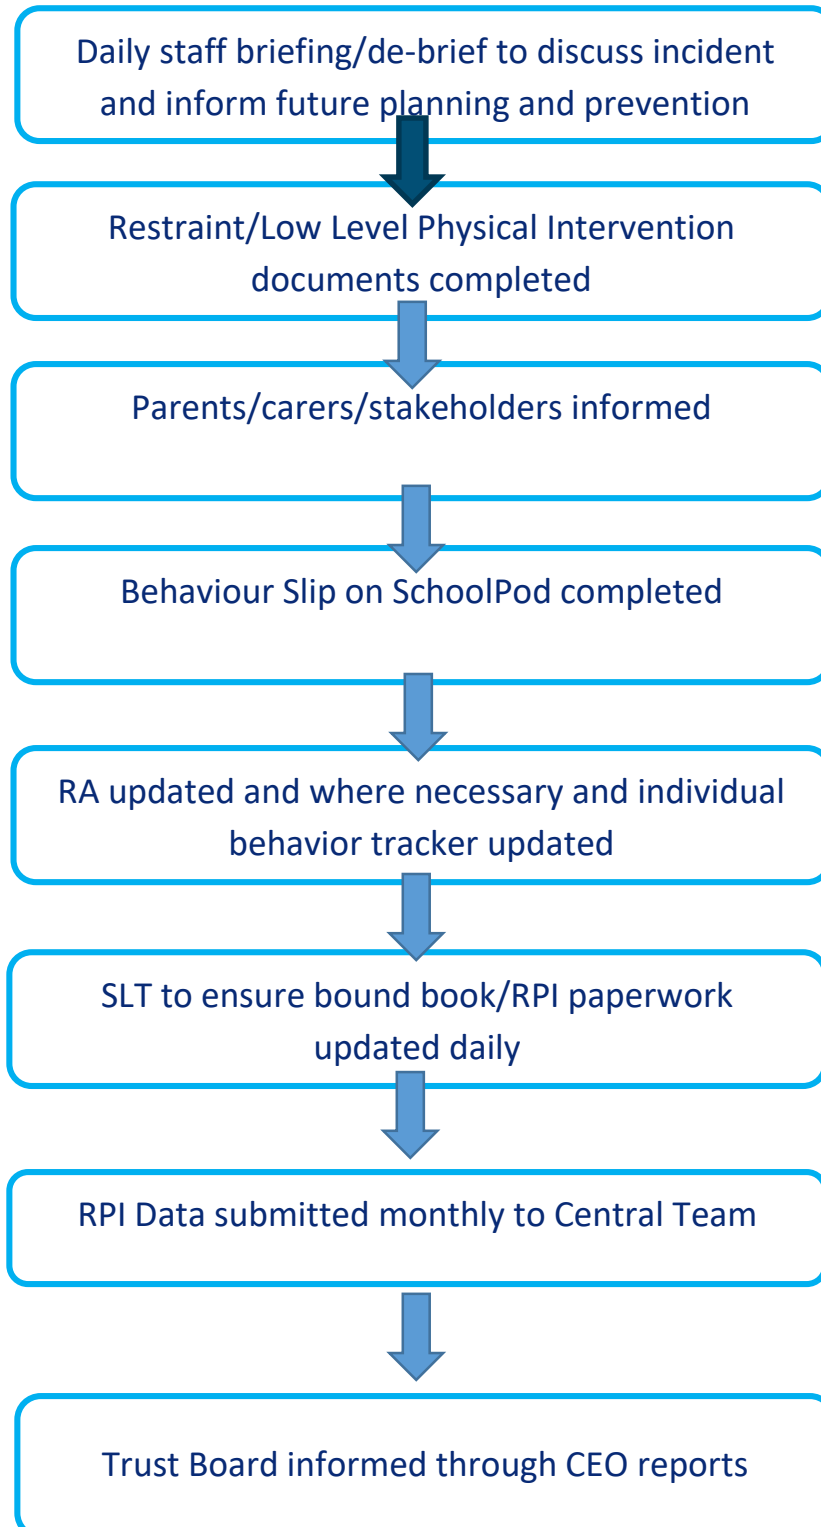 Daily staff briefing/de-brief to discuss incident
and inform future planning and prevention
Restraint/Low Level Physical Intervention
documents completed
Parents/carers/stakeholders informed
Behaviour Slip on SchoolPod completed
RA updated and where necessary and individual
behavior tracker updated
SLT to ensure bound book/RPI paperwork
updated daily
RPI Data submitted monthly to Central Team
Trust Board informed through CEO reports